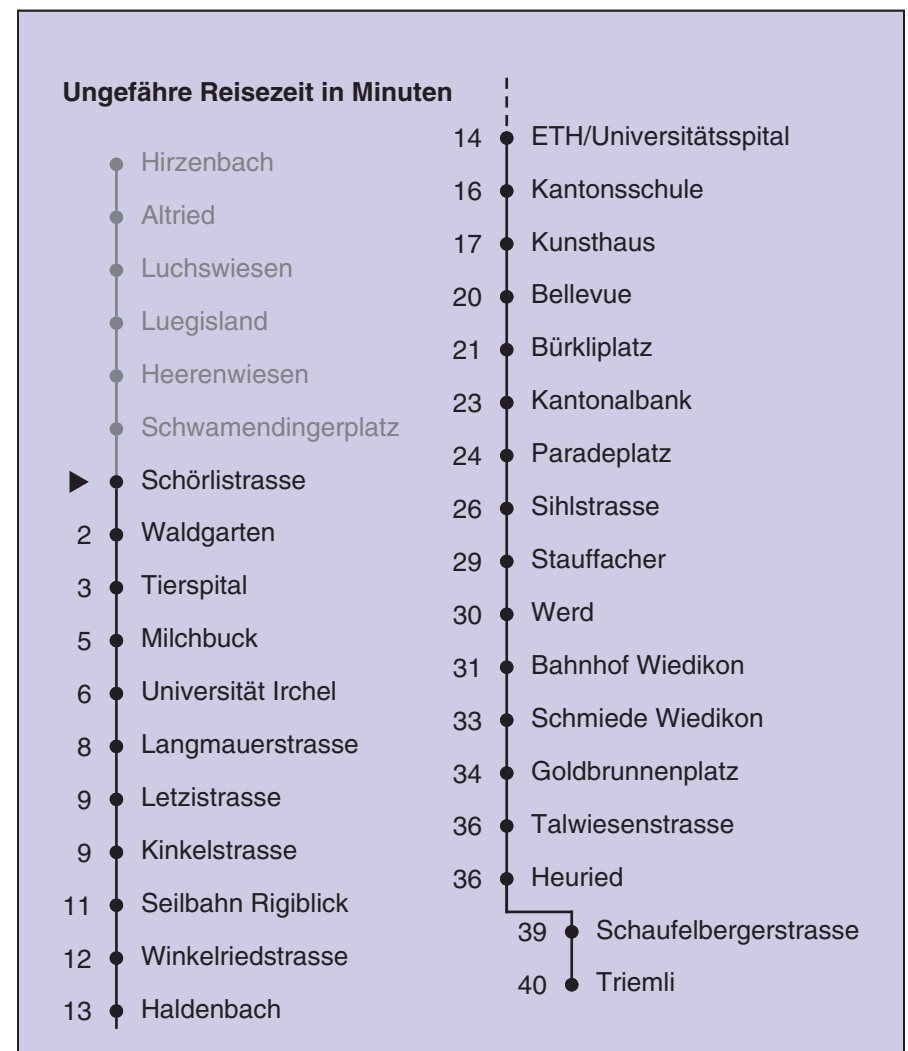 Ungefähre Reisezeit in Minuten
Hirzenbach
Altried
Luchswiesen
Luegisland
Heerenwiesen
Schwamendingerplatz
Schörlistrasse
2 Waldgarten
3 Tierspital
5 Milchbuck
6 Universität Irchel
8 Langmauerstrasse
9 Letzistrasse
9 Kinkelstrasse
11 Seilbahn Rigiblick
12 Winkelriedstrasse
13 Haldenbach
14 ETH/Universitätsspital
16 Kantonsschule
17 Kunsthaus
20 Bellevue
21 Bürkliplatz
23 Kantonalbank
24 Paradeplatz
26 Sihlstrasse
29 Stauffacher
30 Werd
31 Bahnhof Wiedikon
33 Schmiede Wiedikon
34 Goldbrunnenplatz
36 Talwiesenstrasse
36 Heuried
39 Schaufelbergerstrasse
40 Triemli